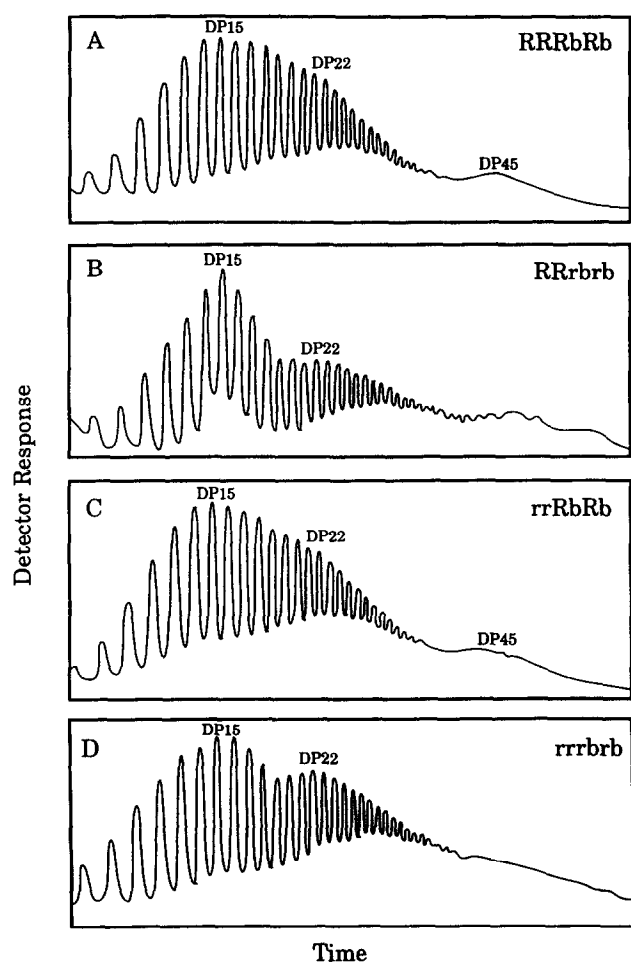 A
DP15
DP22
RRRbRb
DP45
B
DP15
DP22
RRrbrb
C
DP15
DP22
rrRbRb
DP45
D
DP15
DP22
rrrbrb
Detector Response
Time